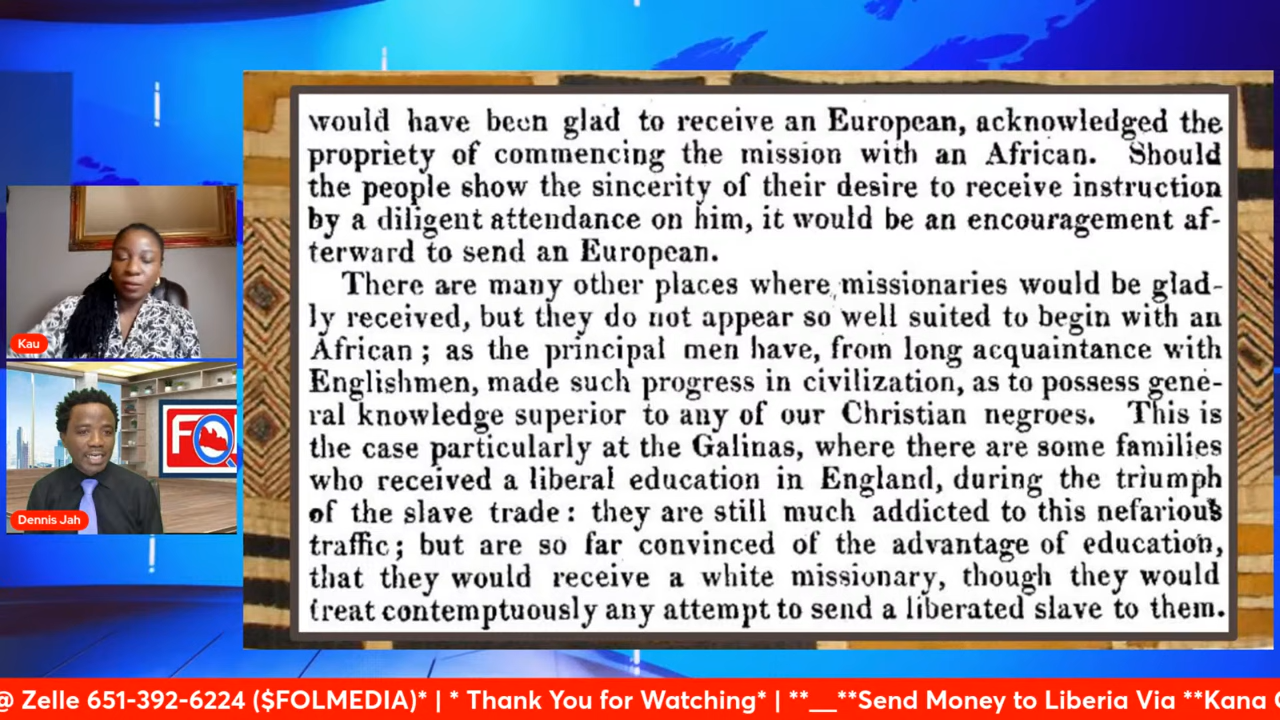 would have been glad to receive an European, acknowledged the
propriety of commencing the mission with an African. Should
the people show the sincerity of their desire to receive instruction
by a diligent attendance on him, it would be an encouragement af-
terward to send an European.
There are many other places where missionaries would be glad-
ly received, but they do not appear so well suited to begin with an
African; as the principal men have, from long acquaintance with
Englishmen, made such progress in civilization, as to possess gene-
ral knowledge superior to any of our Christian negroes. This is
the case particularly at the Galinas, where there are some families
who received a liberal education in England, during the triumph
of the slave trade: they are still much addicted to this nefarious
traffic; but are so far convinced of the advantage of education,
that they would receive a white missionary, though they would
treat contemptuously any attempt to send a liberated slave to them.
Kau
Dennis Jah
@ Zelle 651-392-6224 ($FOLMEDIA)* | * Thank You for Watching* | **__**Send Money to Liberia Via **Kana